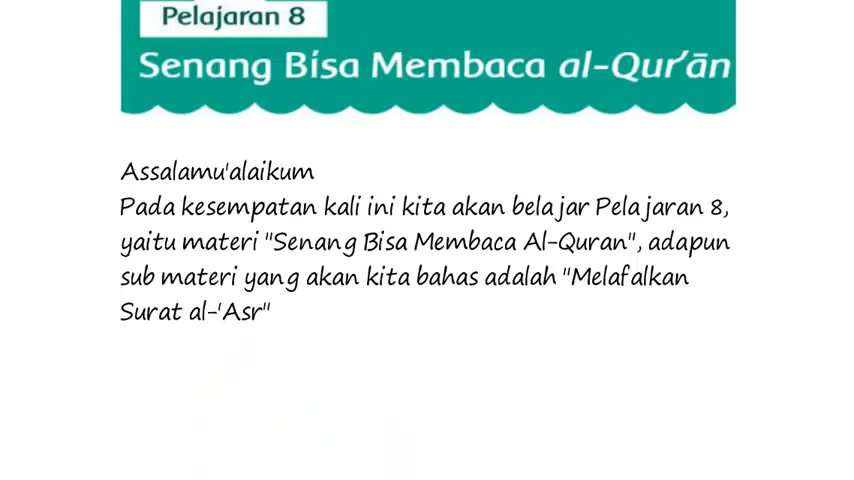 Pelajaran 8
Senang Bisa Membaca al-Qur'ān
Assalamu'alaikum
Pada kesempatan kali ini kita akan belajar Pelajaran 8,
yaitu materi "Senang Bisa Membaca Al-Quran", adapun
sub materi yang akan kita bahas adalah "Melafalkan
Surat al-'Asr"